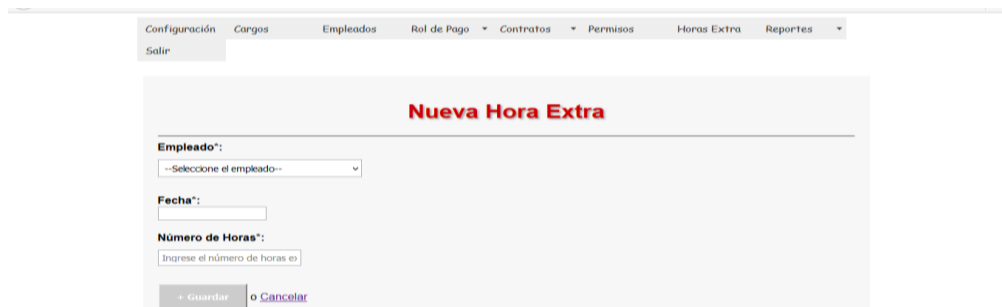 Configuración Cargos Empleados Rol de Pago Contratos Permisos Horas Extra Reportes
Salir
Nueva Hora Extra
Empleado*:
--Seleccione el empleado--
Fecha*:
Número de Horas*:
Ingrese el número de horas ex
+ Guardar o Cancelar